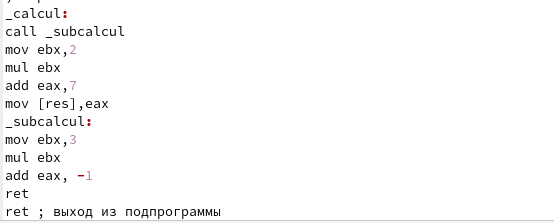 _calcul:
call _subcalcul
mov ebx,2
mul ebx
add eax,7
mov [res],eax
_subcalcul:
mov ebx,3
mul ebx
add eax, -1
ret
ret ; выход из подпрограммы